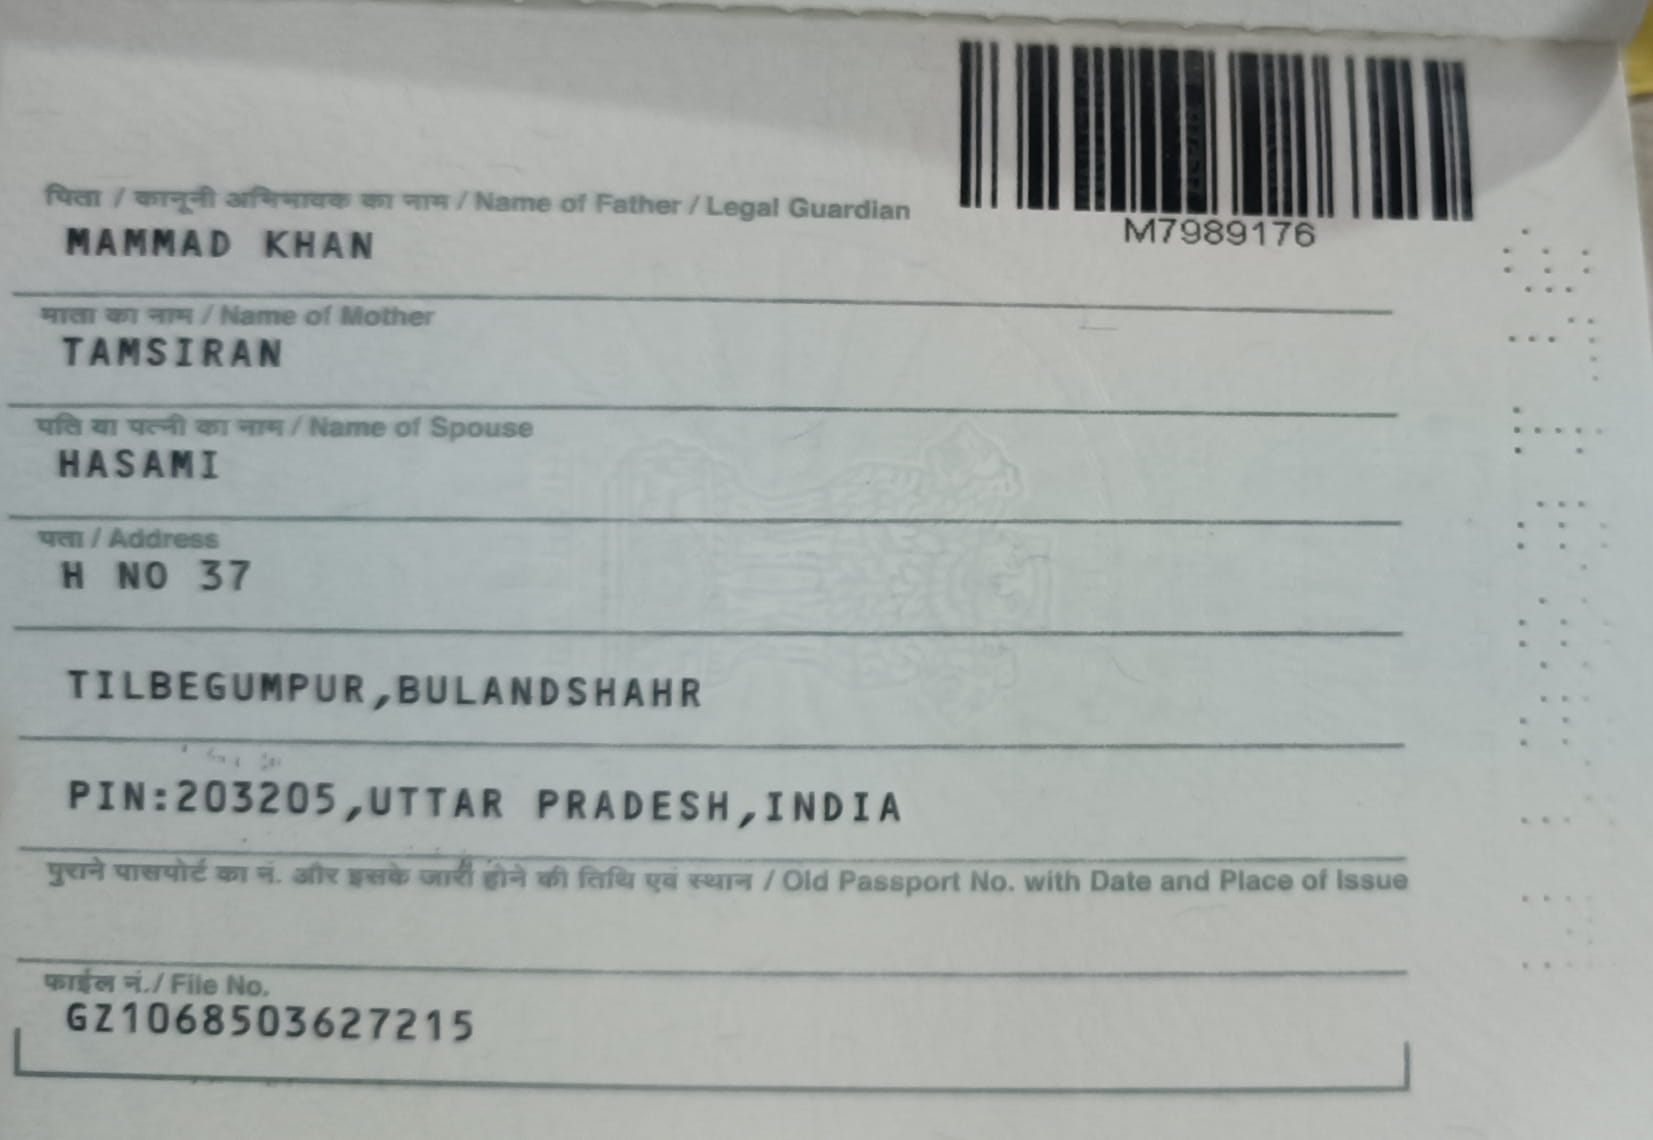 M7989176
पिता / कानूनी अभिभावक का नाम / Name of Father / Legal Guardian
MAMMAD KHAN
माता का नाम / Name of Mother
TAMSIRAN
पति या पत्नी का नाम / Name of Spouse
HASAMI
पता / Address
H NO 37
TILBEGUMPUR,BULANDSHAHR
PIN:203205,UTTAR PRADESH,INDIA
पुराने पासपोर्ट का नं. और इसके जारी होने की तिथि एवं स्थान / Old Passport No. with Date and Place of Issue
फाईल नं./ File No.
GZ1068503627215